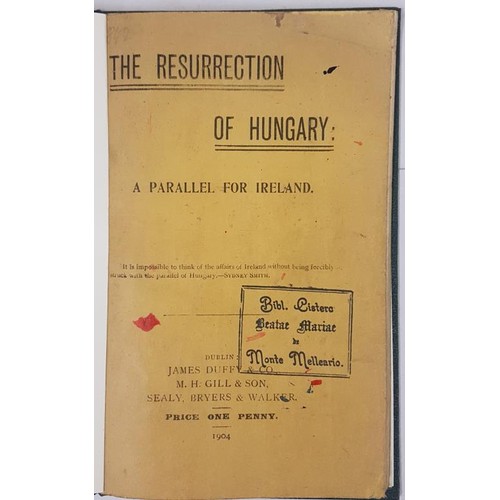 THE RESURRECTION
OF HUNGARY:
A PARALLEL FOR IRELAND.
It is impossible to think of the affairs of Ireland without being forcibly
struck with the parallel of Hungary.—SYDNEY SMITH.
Bibl. Cisterc
Beatae Mariae
de
Monte Melleario.
DUBLIN:
JAMES DUFFY & CO.
M. H. GILL & SON,
SEALY, BRYERS & WALKER.
PRICE ONE PENNY.
1904